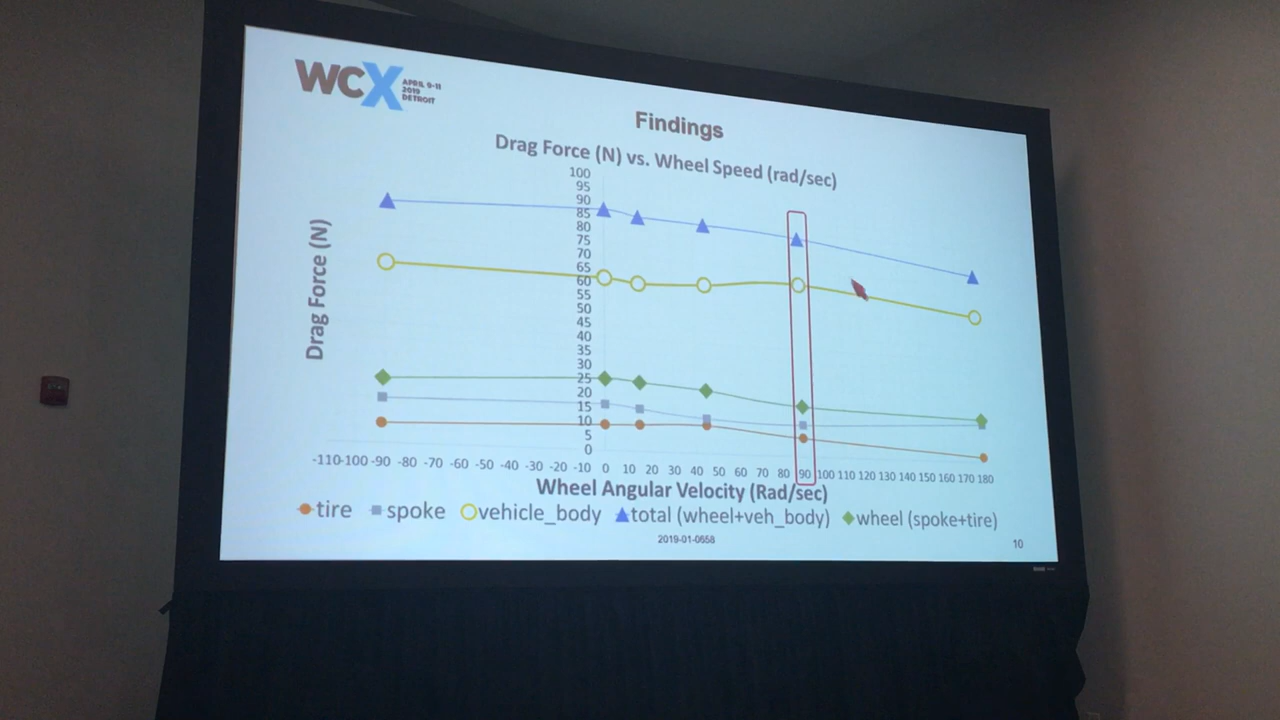 WCX
APRIL 9-11
2019
DETROIT
Findings
Drag Force (N) vs. Wheel Speed (rad/sec)
Drag Force (N)
100
95
90
85
80
75
70
65
60
55
50
45
40
35
30
25
20
15
10
5
0
-110 -100 -90 -80 -70 -60 -50 -40 -30 -20 -10 0 10 20 30 40 50 60 70 80 90 100 110 120 130 140 150 160 170 180
Wheel Angular Velocity (Rad/sec)
tire spoke vehicle_body total (wheel+veh_body) wheel (spoke+tire)
2019-01-0658
10